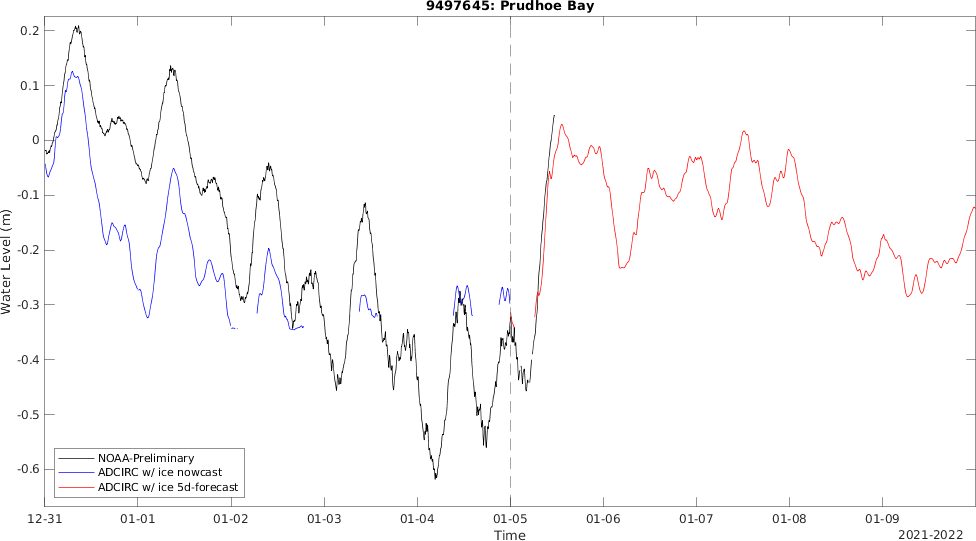 9497645: Prudhoe Bay
0.2
0.1
0
-0.1
-0.2
-0.3
-0.4
-0.5
-0.6
Water Level (m)
NOAA-Preliminary
ADCIRC w/ ice nowcast
ADCIRC w/ ice 5d-forecast
12-31 01-01 01-02 01-03 01-04 01-05 01-06 01-07 01-08 01-09
Time
2021-2022